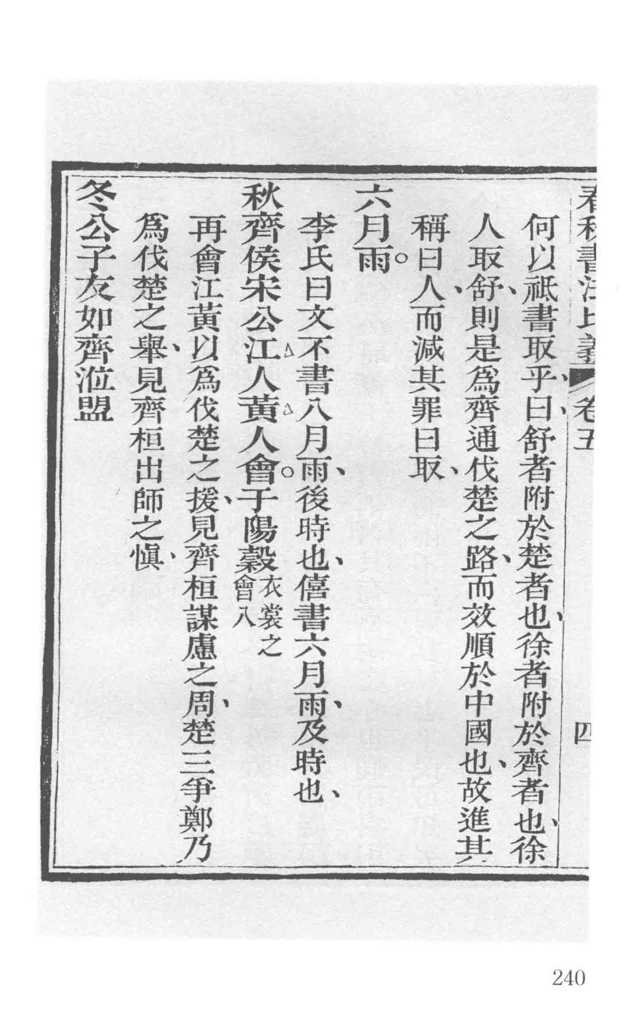 春秋書法比義 卷五 四
何以祗書取乎、曰、舒者附於楚者也、徐者附於齊者也、徐
人取舒、則是爲齊通伐楚之路、而效順於中國也、故進其
稱曰人、而減其罪曰取、
六月雨。
李氏曰文不書八月雨、後時也、僖書六月雨、及時也、
秋齊侯宋公江人黃人會于陽穀衣裳之會八
再會江黃以爲伐楚之援、見齊桓謀慮之周、楚三爭鄭乃
爲伐楚之舉、見齊桓出師之愼、
冬公子友如齊涖盟
240